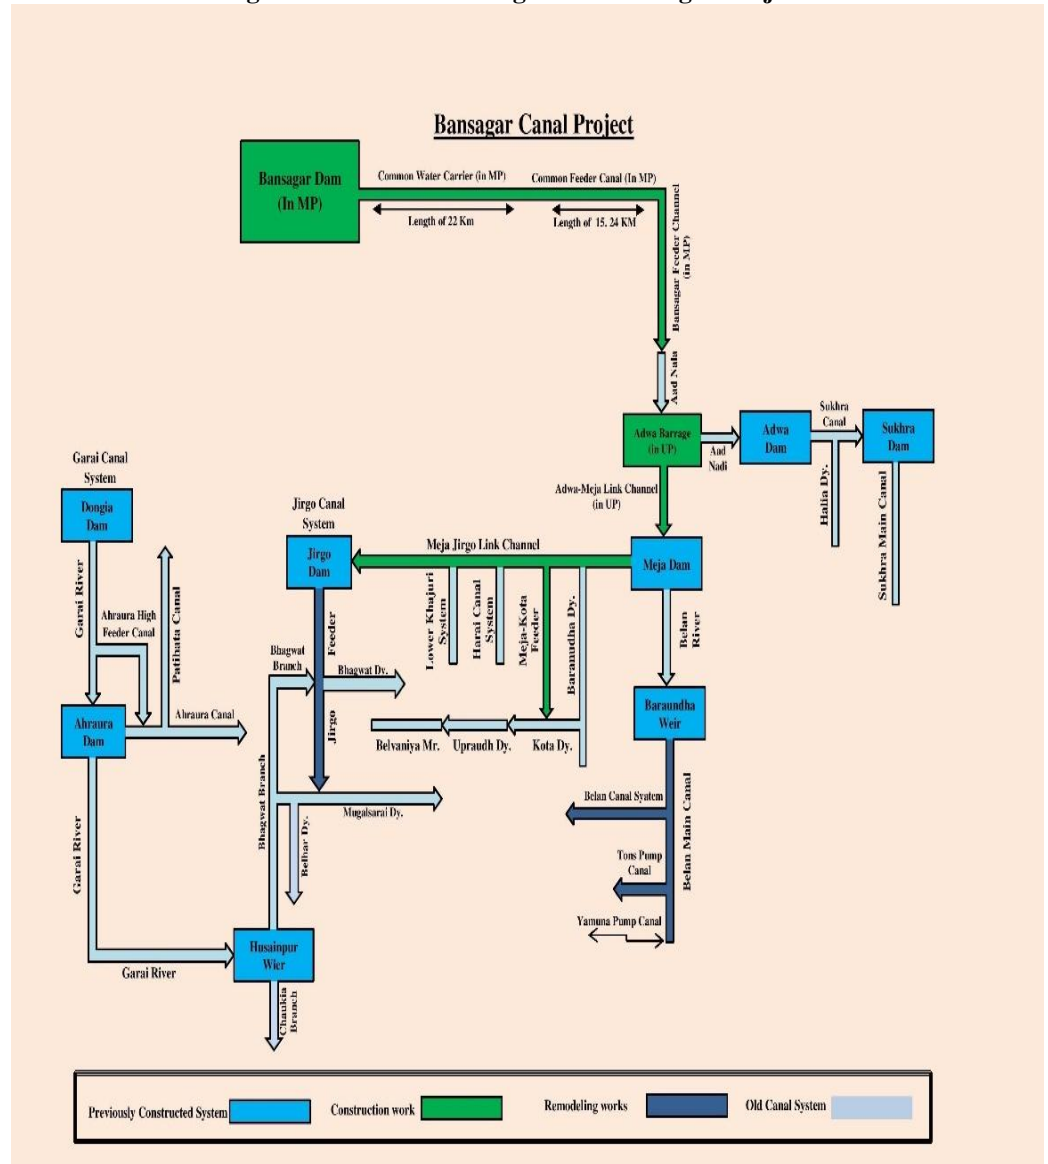 Bansagar Canal Project
Bansagar Dam
(In MP)
Common Water Carrier (in MP)
Common Feeder Canal (In MP)
Length of 22 Km
Length of 15. 24 KM
Bansagar Feeder Channel
(in MP)
Aad Nala
Adwa Barrage
(in UP)
Aad
Nadi
Adwa
Dam
Sukhra
Canal
Sukhra
Dam
Halia Dy.
Sukhra Main Canal
Adwa-Meja Link Channel
(in UP)
Garai Canal
System
Dongia
Dam
Jirgo Canal
System
Jirgo
Dam
Meja Jirgo Link Channel
Meja Dam
Garai River
Ahraura High
Feeder Canal
Patihata Canal
Lower Khajuri
System
Harai Canal
System
Meja-Kota
Feeder
Baranudha Dy.
Belan
River
Feeder
Bhagwat
Branch
Bhagwat Dv.
Ahraura
Dam
Ahraura Canal
Jirgo
Belvaniya Mr.
Upraudh Dy.
Kota Dy.
Baraundha
Weir
Belan Canal Syatem
Belan Main Canal
Bhagwat Branch
Mugalsarai Dy.
Belhar Dy.
Tons Pump
Canal
Yamuna Pump Canal
Garai River
Garai River
Husainpur
Wier
Chaukia
Branch
Previously Constructed System
Construction work
Remodeling works
Old Canal System